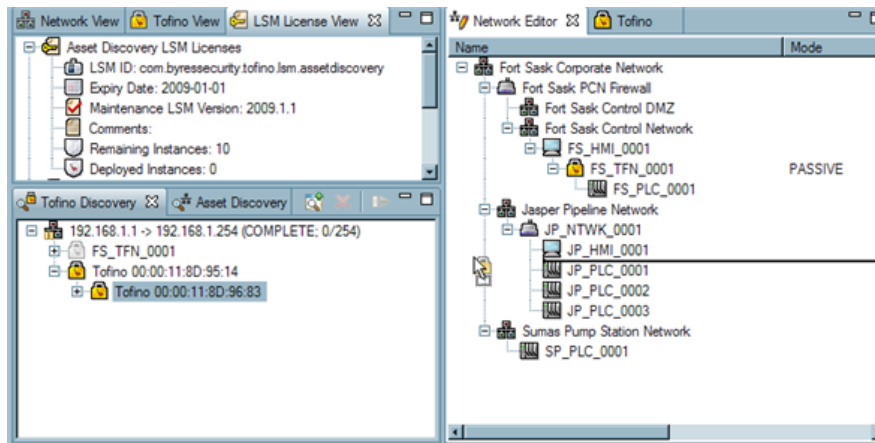 Network View Tofino View LSM License View
Asset Discovery LSM Licenses
LSM ID: com.byressecurity.tofino.lsm.assetdiscovery
Expiry Date: 2009-01-01
Maintenance LSM Version: 2009.1.1
Comments:
Remaining Instances: 10
Deployed Instances: 0
Tofino Discovery Asset Discovery
192.168.1.1 -> 192.168.1.254 (COMPLETE; 0/254)
FS_TFN_0001
Tofino 00:00:11:8D:95:14
Tofino 00:00:11:8D:96:83
Network Editor Tofino
Name Mode
Fort Sask Corporate Network
Fort Sask PCN Firewall
Fort Sask Control DMZ
Fort Sask Control Network
FS_HMI_0001
FS_TFN_0001 PASSIVE
FS_PLC_0001
Jasper Pipeline Network
JP_NTWK_0001
JP_HMI_0001
JP_PLC_0001
JP_PLC_0002
JP_PLC_0003
Sumas Pump Station Network
SP_PLC_0001